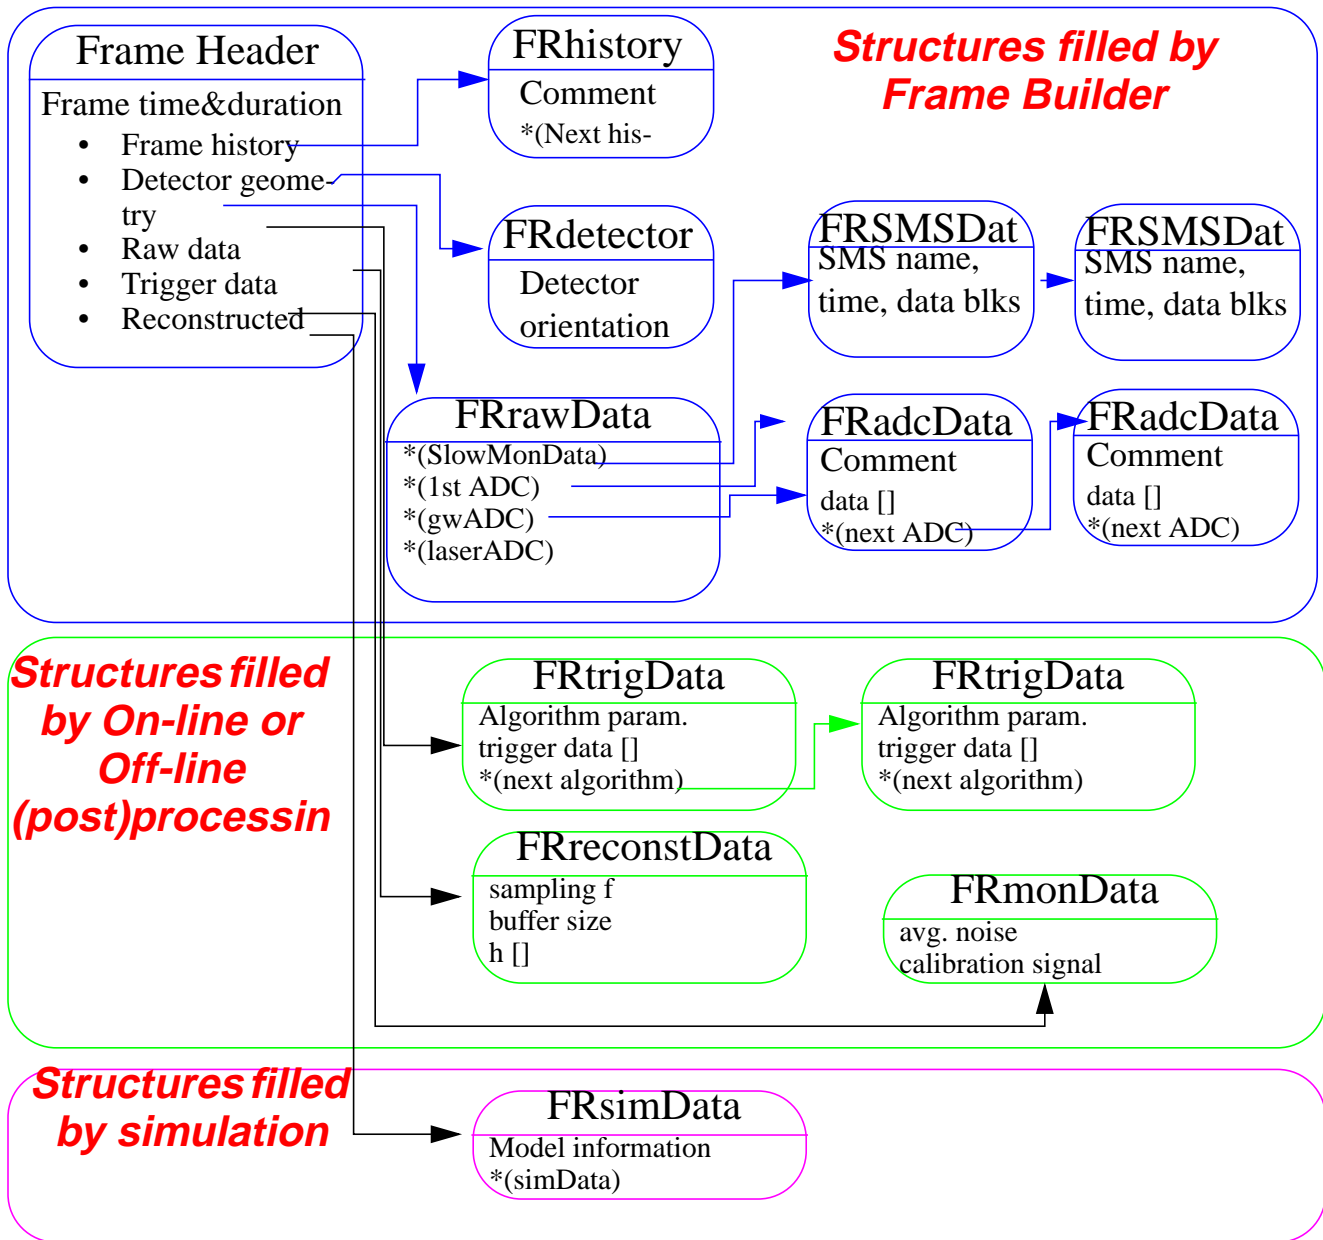 Frame Header
Frame time&duration
• Frame history
• Detector geome-
try
• Raw data
• Trigger data
• Reconstructed
FRhistory
Comment
*(Next his-
Structures filled by
Frame Builder
FRdetector
Detector
orientation
FRSMSDat
SMS name,
time, data blks
FRSMSDat
SMS name,
time, data blks
FRrawData
*(SlowMonData)
*(1st ADC)
*(gwADC)
*(laserADC)
FRadcData
Comment
data []
*(next ADC)
FRadcData
Comment
data []
*(next ADC)
Structures filled
by On-line or
Off-line
(post)processin
FRtrigData
Algorithm param.
trigger data []
*(next algorithm)
FRtrigData
Algorithm param.
trigger data []
*(next algorithm)
FRreconstData
sampling f
buffer size
h []
FRmonData
avg. noise
calibration signal
Structures filled
by simulation
FRsimData
Model information
*(simData)